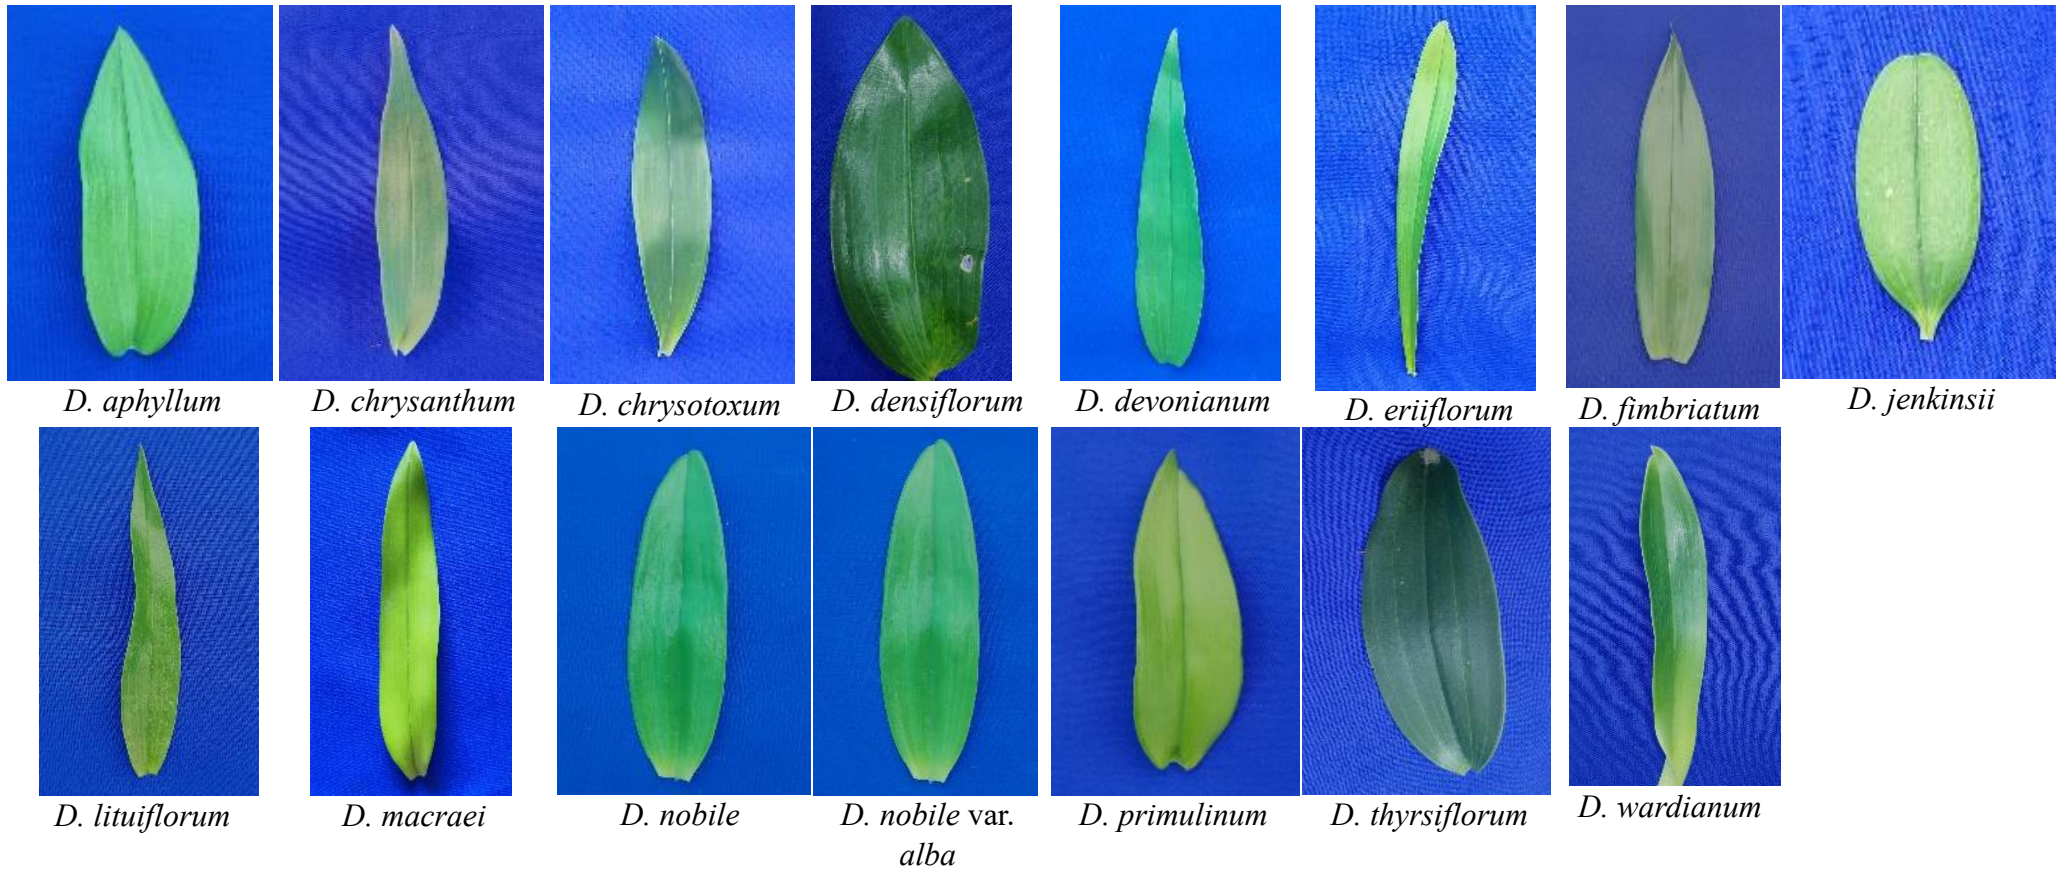 D. aphyllum
D. chrysanthum
D. chrysotoxum
D. densiflorum
D. devonianum
D. eriiflorum
D. fimbriatum
D. jenkinsii
D. lituiflorum
D. macraei
D. nobile
D. nobile var.
alba
D. primulinum
D. thyrsiflorum
D. wardianum